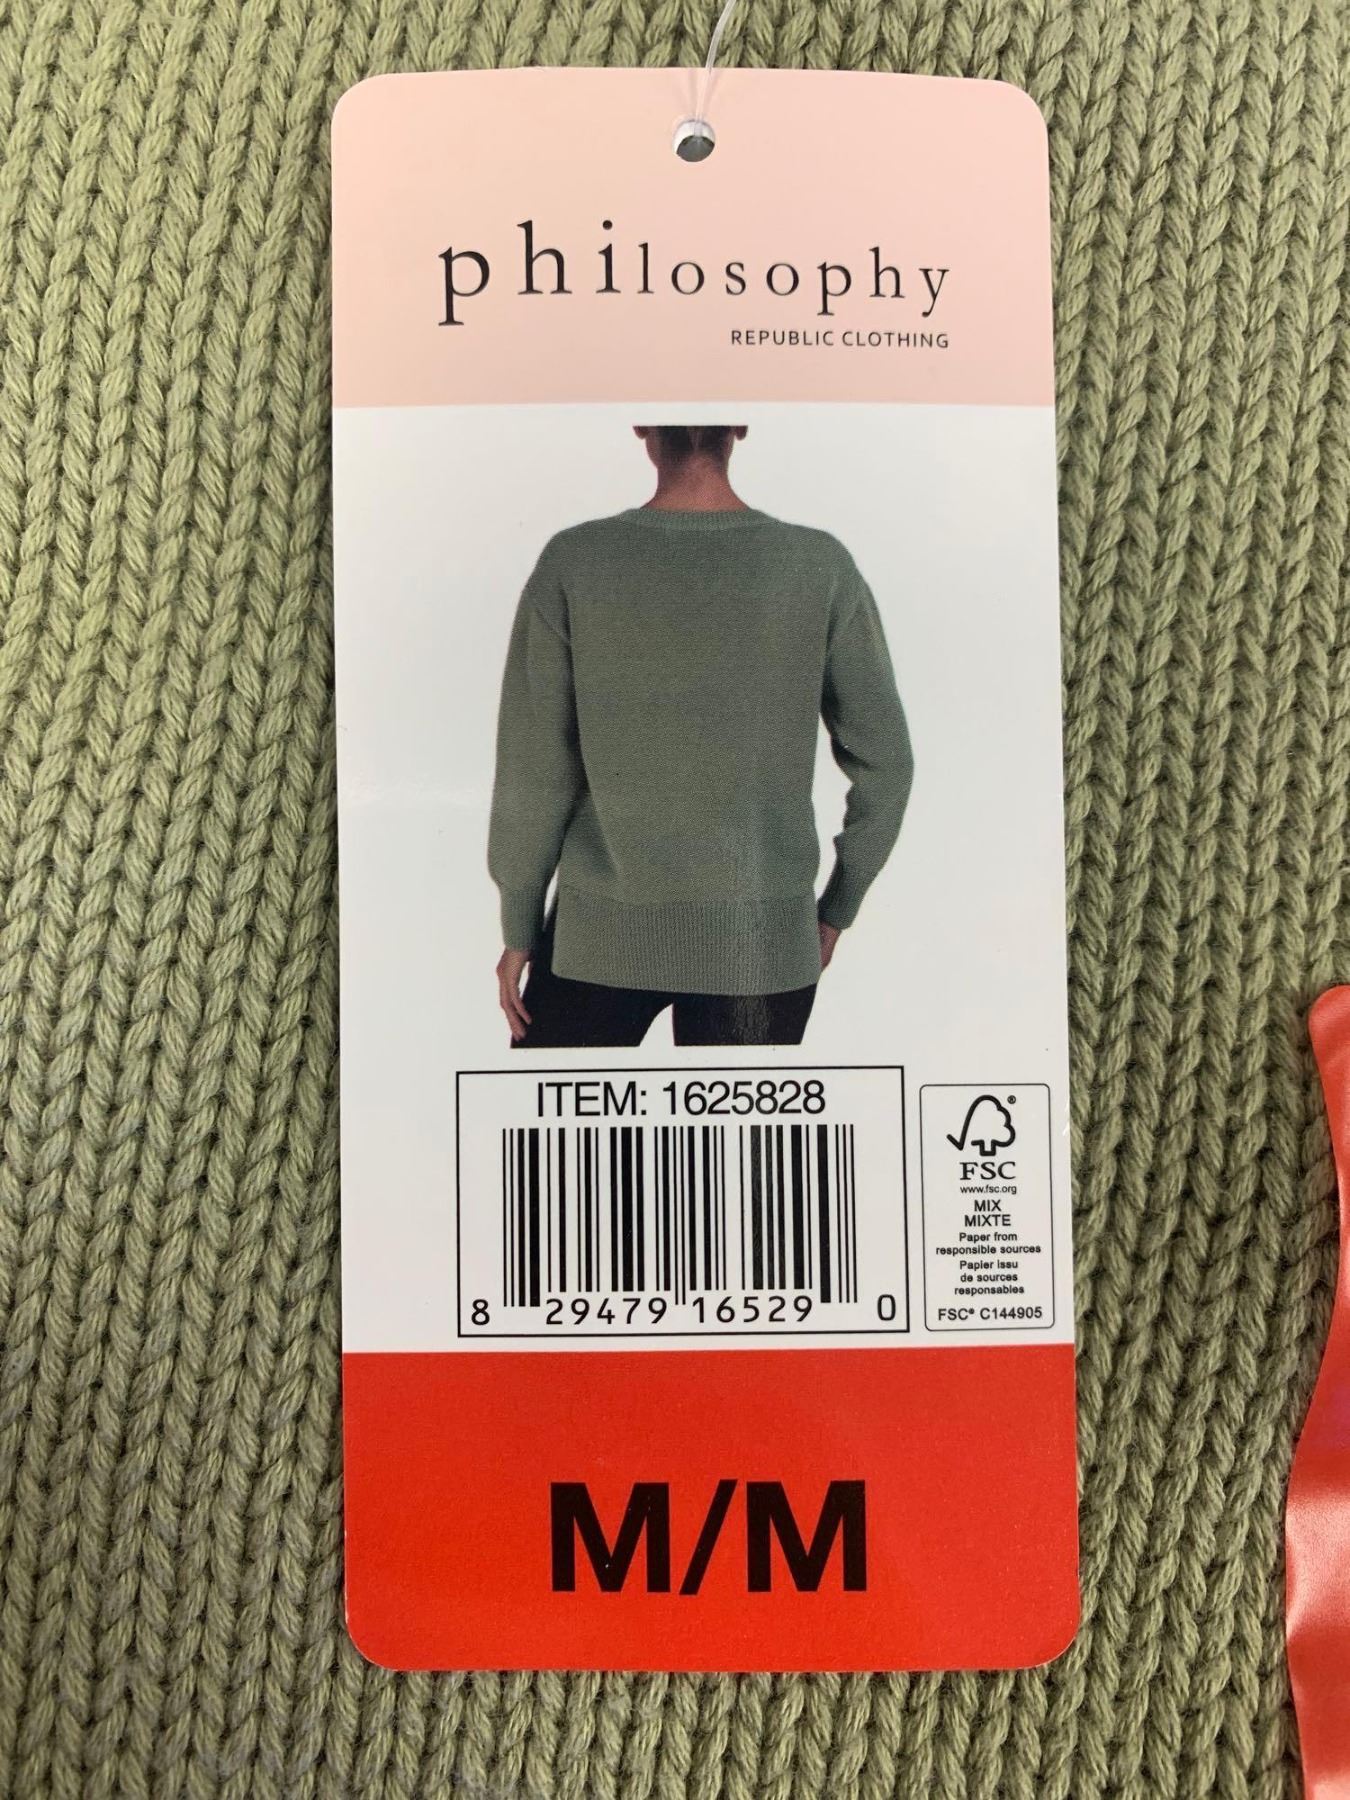 philosophy
REPUBLIC CLOTHING
ITEM: 1625828
8 29479 16529 0
FSC®
www.fsc.org
MIX
MIXTE
Paper from
responsible sources
Papier issu
de sources
responsables
FSC® C144905
M/M